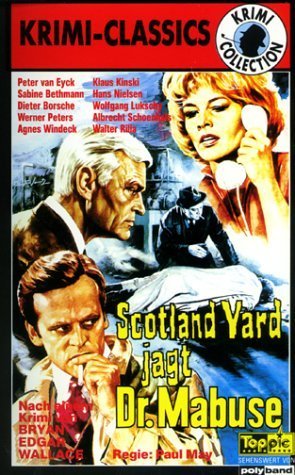 KRIMI-CLASSICS
KRIMI
COLLECTION
Peter van Eyck
Sabine Bethmann
Dieter Borsche
Werner Peters
Agnes Windeck
Klaus Kinski
Hans Nielsen
Wolfgang Lukschy
Albrecht Schoenhals
Walter Rilla
Scotland Yard
jagt
Dr. Mabuse
Nach
Krimi
BRYAN
EDGAR
WALLACE
Regie: Paul May
Toppic
SEHENSWERT VON
polyband